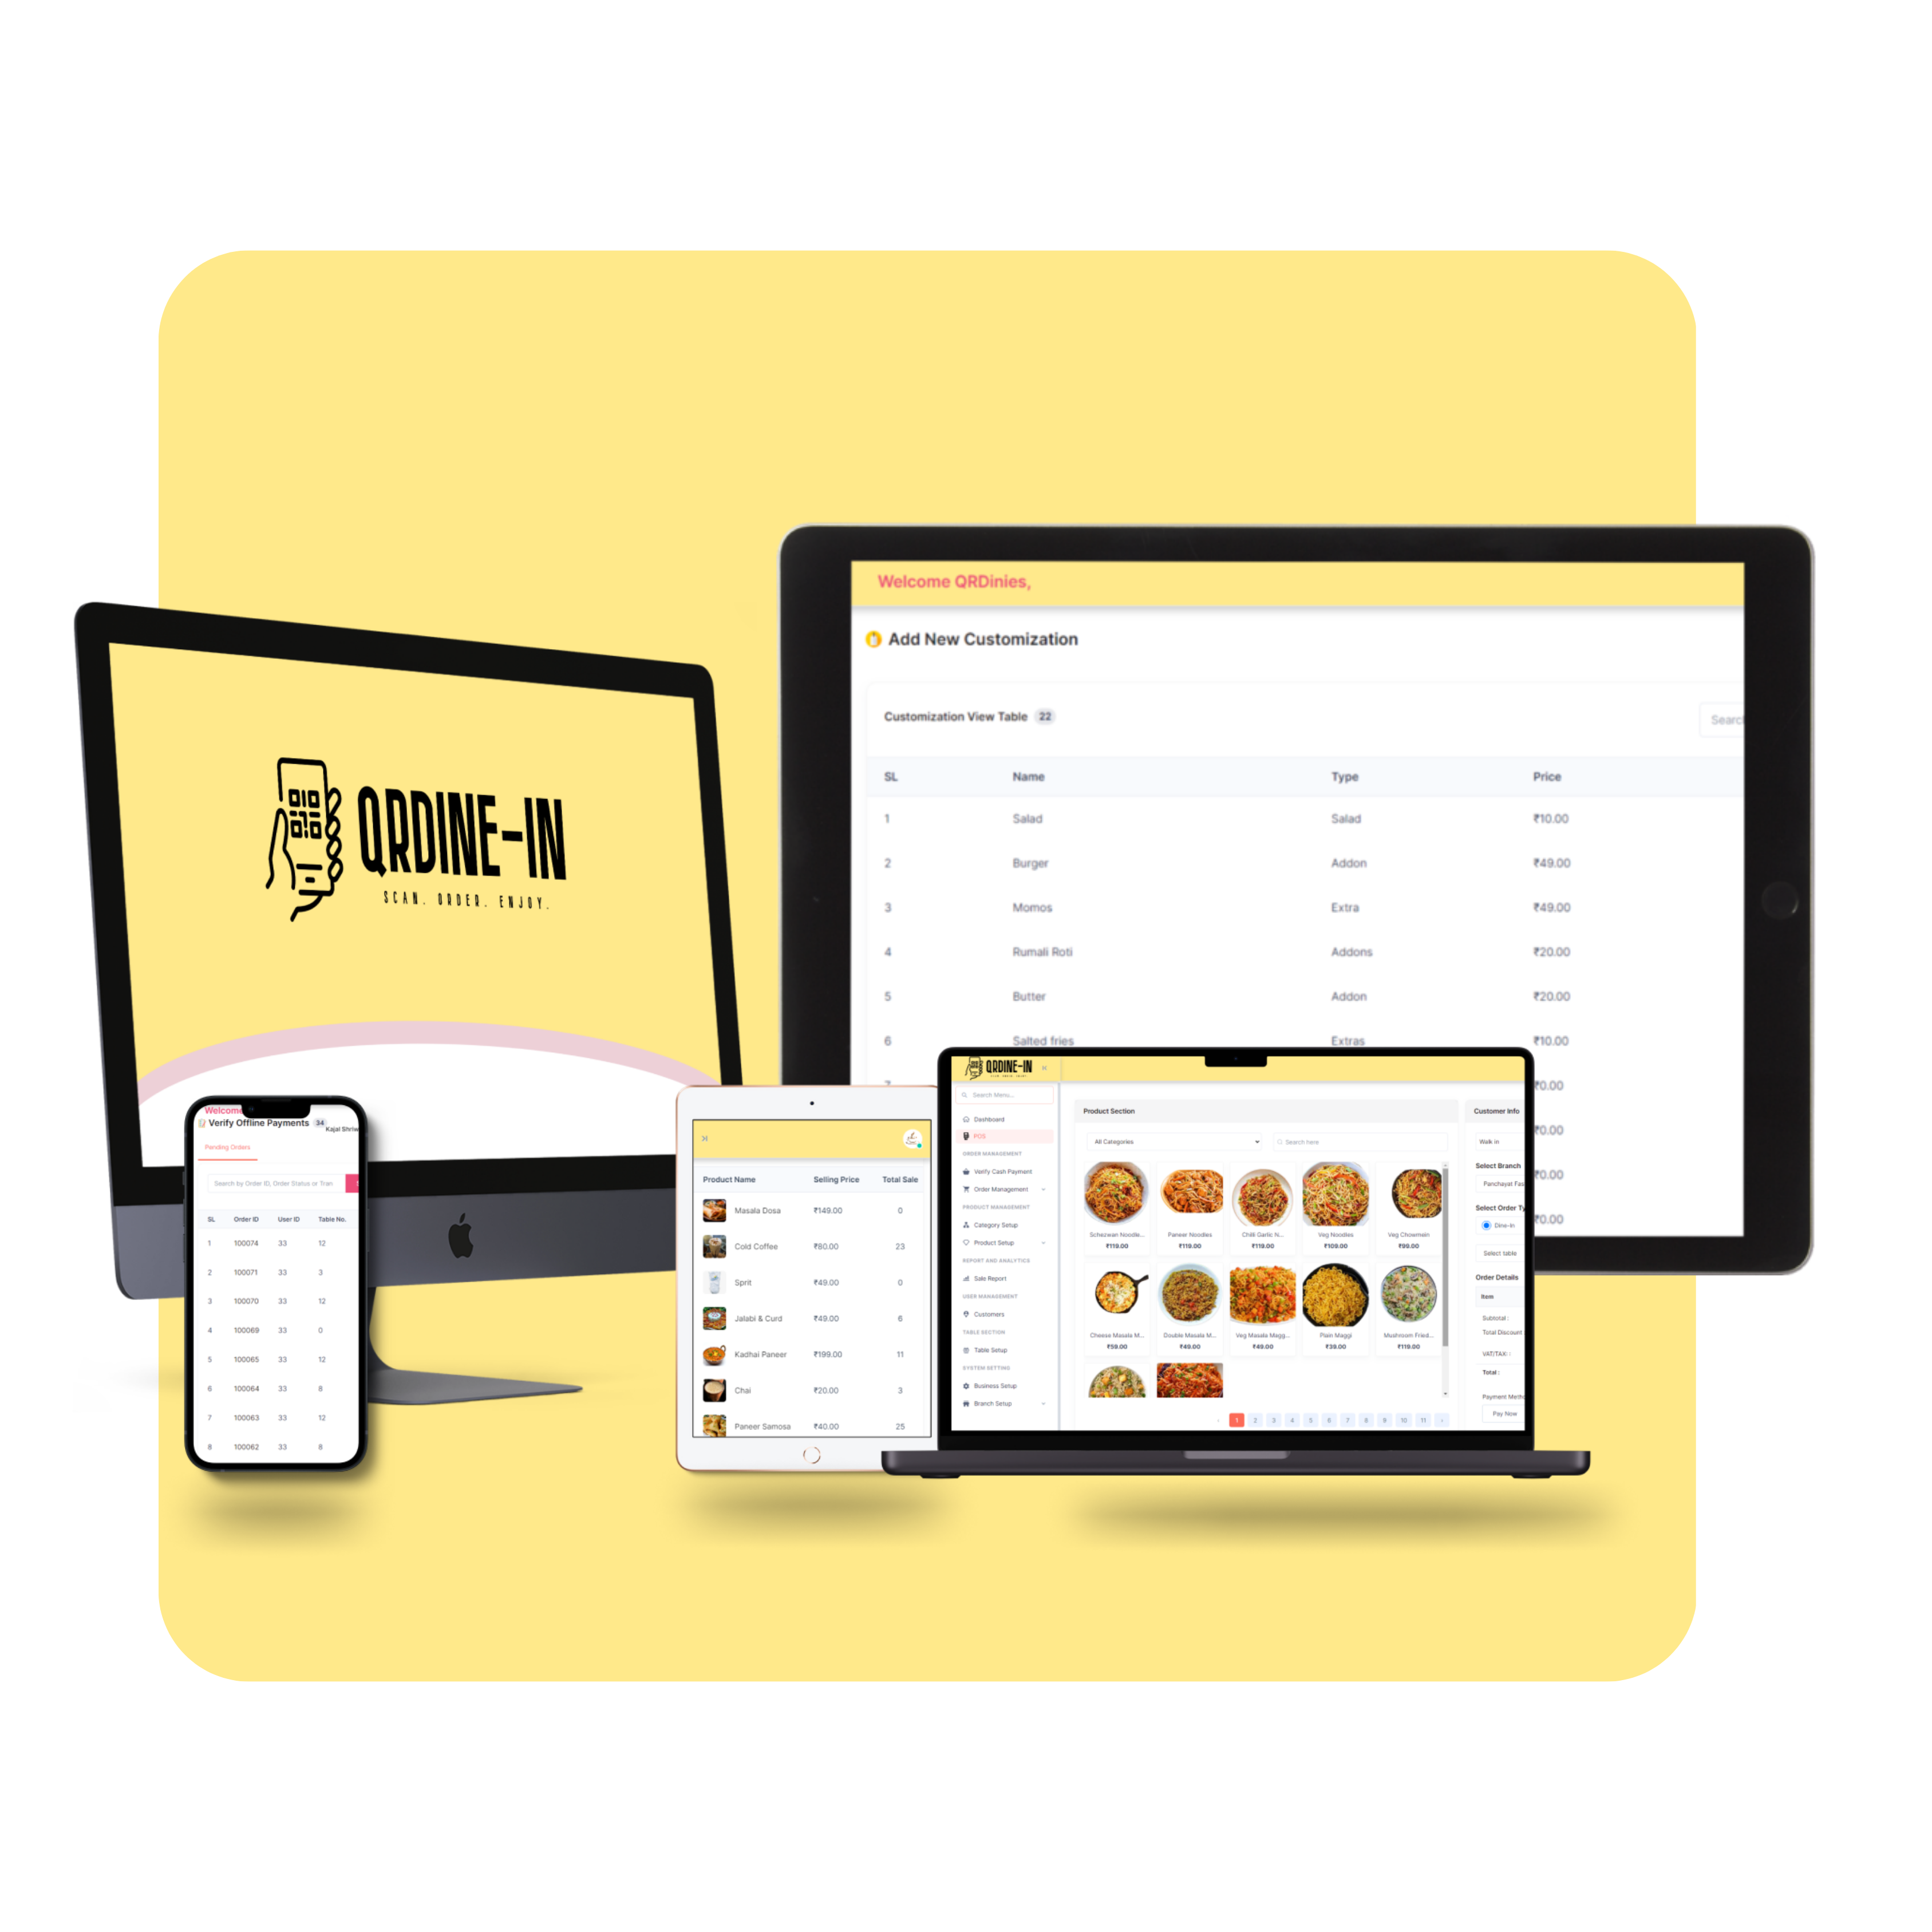 Welcome QRDinies,
Add New Customization
Customization View Table 22
Search
SL Name Type Price
1 Salad Salad ₹10.00
2 Burger Addon ₹49.00
3 Momos Extra ₹49.00
4 Rumali Roti Addons ₹20.00
5 Butter Addon ₹20.00
6 Salted fries Extras ₹10.00
₹0.00
₹0.00
₹0.00
₹0.00
QRDINE-IN
SCAN. ORDER. ENJOY.
Welcome
Verify Offline Payments 34
Kajal Shriw
Pending Orders
Search by Order ID, Order Status or Tran
SL Order ID User ID Table No.
1 100074 33 12
2 100071 33 3
3 100070 33 12
4 100069 33 0
5 100065 33 12
6 100064 33 8
7 100063 33 12
8 100062 33 8
Product Name Selling Price Total Sale
Masala Dosa ₹149.00 0
Cold Coffee ₹80.00 23
Sprit ₹49.00 0
Jalabi & Curd ₹49.00 6
Kadhai Paneer ₹199.00 11
Chai ₹20.00 3
Paneer Samosa ₹40.00 25
QRDINE-IN
Search Menu...
Dashboard
POS
ORDER MANAGEMENT
Verify Cash Payment
Order Management
PRODUCT MANAGEMENT
Category Setup
Product Setup
REPORT AND ANALYTICS
Sale Report
USER MANAGEMENT
Customers
TABLE SECTION
Table Setup
SYSTEM SETTING
Business Setup
Branch Setup
Product Section
All Categories Search here
Schezwan Noodle... Paneer Noodles Chilli Garlic N... Veg Noodles Veg Chowmein
₹119.00 ₹119.00 ₹119.00 ₹109.00 ₹99.00
Cheese Masala M... Double Masala M... Veg Masala Magg... Plain Maggi Mushroom Fried...
₹59.00 ₹49.00 ₹49.00 ₹39.00 ₹119.00
‹ 1 2 3 4 5 6 7 8 9 10 11 ›
Customer Info
Walk in
Select Branch
Panchayat Fas
Select Order Ty
Dine-in
Select table
Order Details
Item
Subtotal :
Total Discount
VAT/TAX: :
Total :
Payment Metho
Pay Now